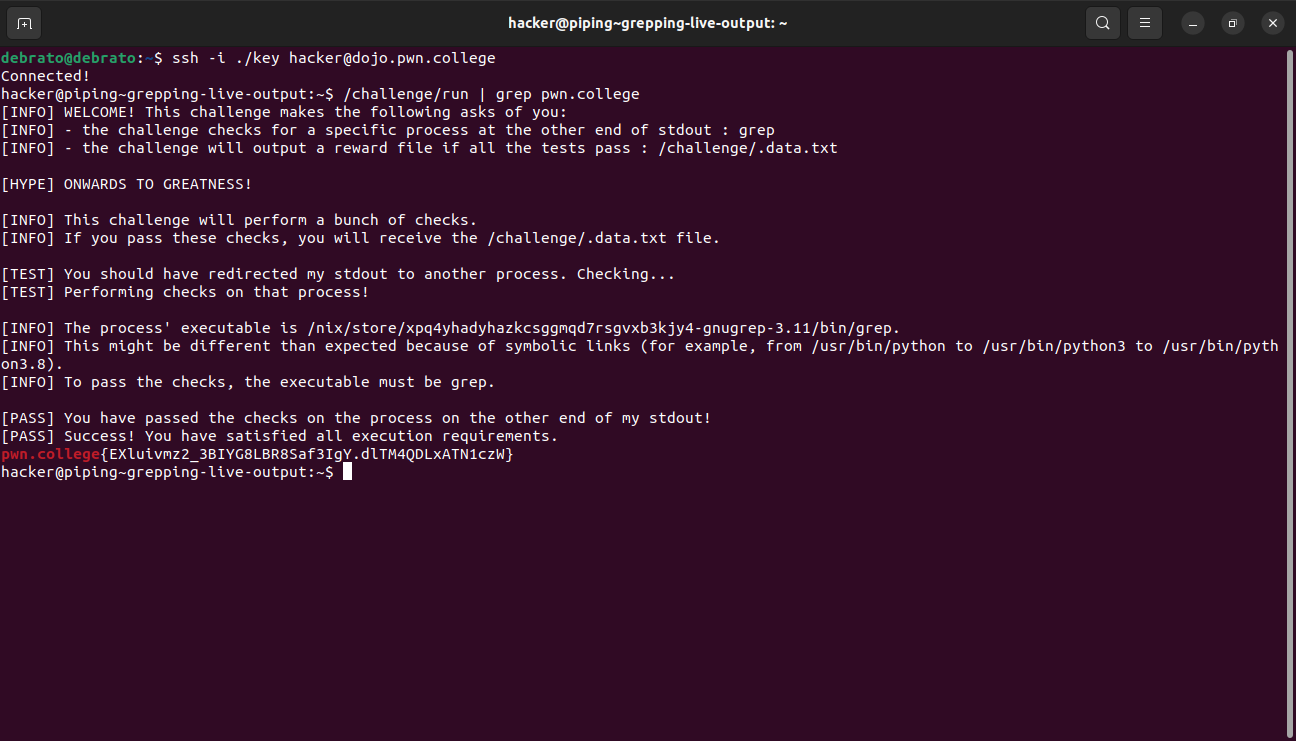 hacker@piping~grepping-live-output: ~
debrato@debrato:~$ ssh -i ./key hacker@dojo.pwn.college
Connected!
hacker@piping~grepping-live-output:~$ /challenge/run | grep pwn.college
[INFO] WELCOME! This challenge makes the following asks of you:
[INFO] - the challenge checks for a specific process at the other end of stdout : grep
[INFO] - the challenge will output a reward file if all the tests pass : /challenge/.data.txt
[HYPE] ONWARDS TO GREATNESS!
[INFO] This challenge will perform a bunch of checks.
[INFO] If you pass these checks, you will receive the /challenge/.data.txt file.
[TEST] You should have redirected my stdout to another process. Checking...
[TEST] Performing checks on that process!
[INFO] The process' executable is /nix/store/xpq4yhadyhazkcsggmqd7rsgvxb3kjy4-gnugrep-3.11/bin/grep.
[INFO] This might be different than expected because of symbolic links (for example, from /usr/bin/python to /usr/bin/python3 to /usr/bin/pyth
on3.8).
[INFO] To pass the checks, the executable must be grep.
[PASS] You have passed the checks on the process on the other end of my stdout!
[PASS] Success! You have satisfied all execution requirements.
pwn.college{EXluivmz2_3BIYG8LBR8Saf3IgY.dlTM4QDLxATN1czW}
hacker@piping~grepping-live-output:~$